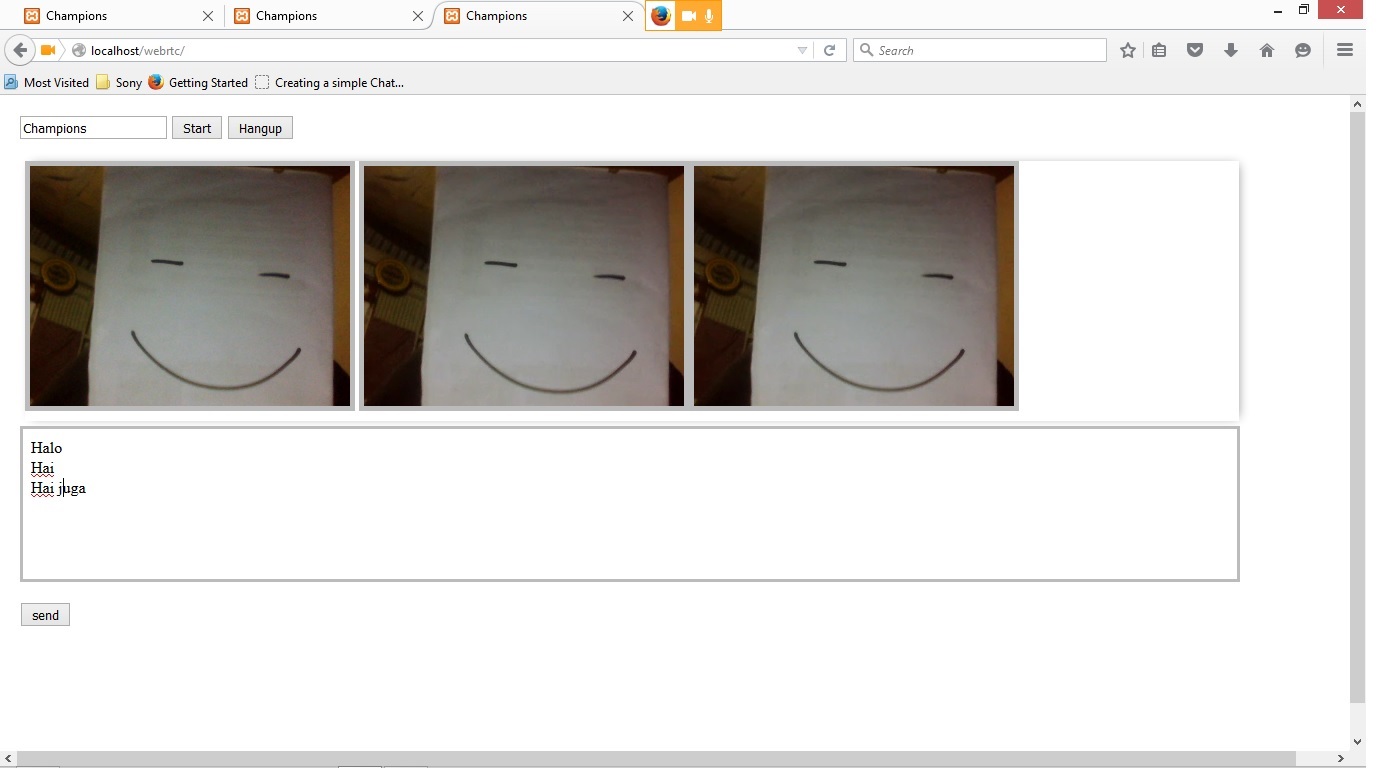 Champions
Champions
Champions
localhost/webrtc/
Search
Most Visited
Sony
Getting Started
Creating a simple Chat...
Champions
Start
Hangup
Halo
Hai
Hai juga
send